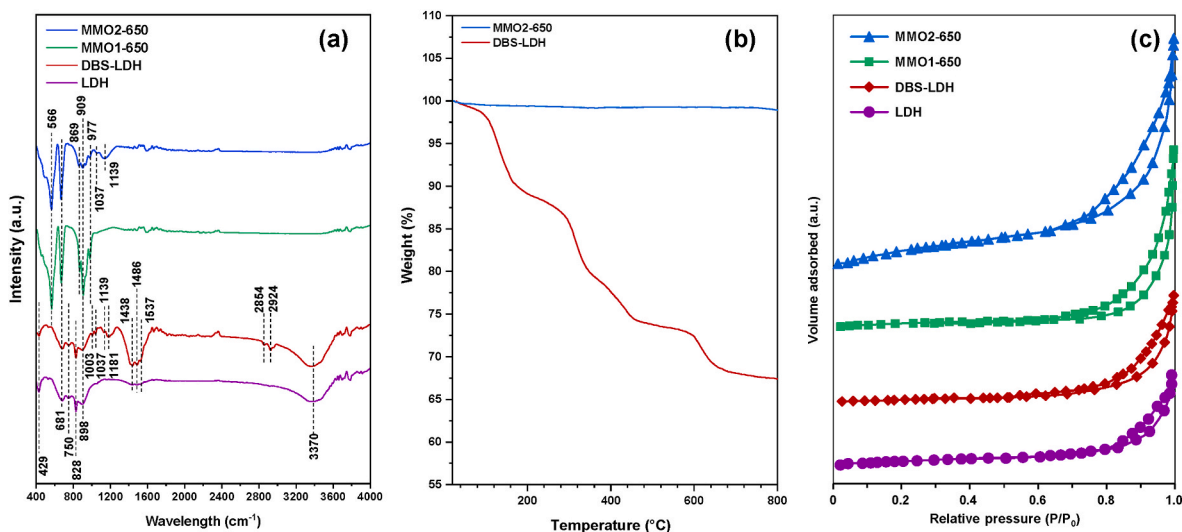 MMO2-650
MMO1-650
DBS-LDH
LDH
(a)
566
869
909
977
1037
1139
1003
1037
1139
1181
1438
1486
1537
2854
2924
429
681
750
828
898
3370
Intensity (a.u.)
400 800 1200 1600 2000 2400 2800 3200 3600 4000
Wavelength (cm⁻¹)
MMO2-650
DBS-LDH
(b)
110
105
100
95
90
85
80
75
70
65
60
55
Weight (%)
100 200 300 400 500 600 700 800
Temperature (°C)
MMO2-650
MMO1-650
DBS-LDH
LDH
(c)
Volume adsorbed (a.u.)
0 0.2 0.4 0.6 0.8 1.0
Relative pressure (P/P₀)